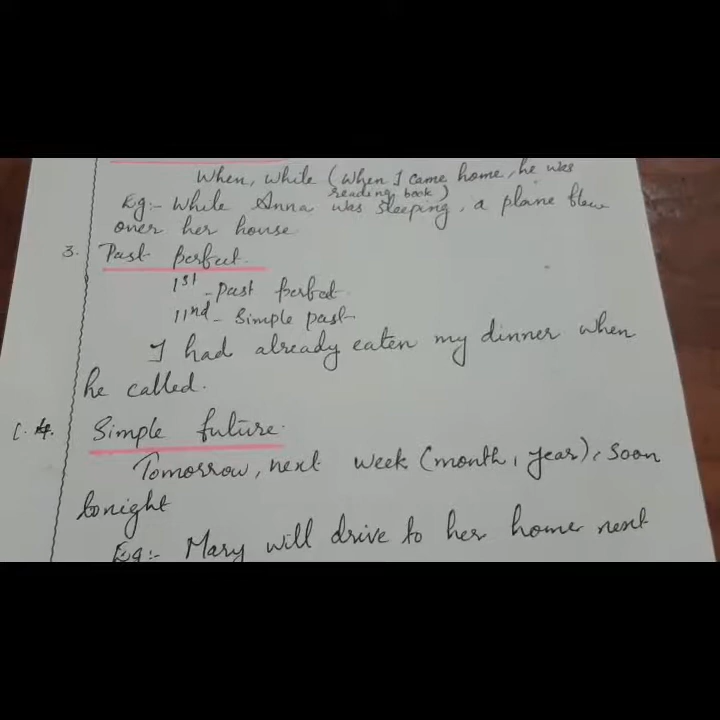 When, while (When I came home, he was
reading book)
Eg:- While Anna was sleeping, a plane flew
over her house
3. Past perfect.
1st - past perfect.
IInd - Simple past
I had already eaten my dinner when
he called.
Simple future.
Tomorrow, next week (month, year), soon
tonight
Eg:- Mary will drive to her home next